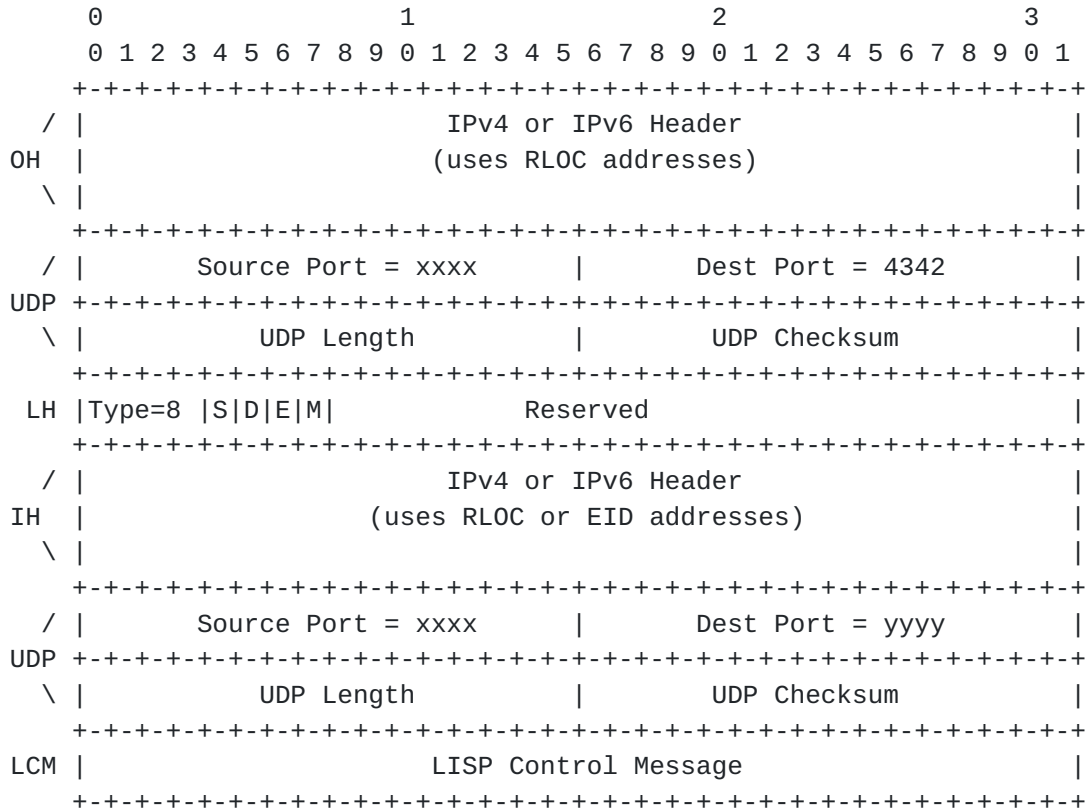 0                   1                   2                   3
     0 1 2 3 4 5 6 7 8 9 0 1 2 3 4 5 6 7 8 9 0 1 2 3 4 5 6 7 8 9 0 1
    +-+-+-+-+-+-+-+-+-+-+-+-+-+-+-+-+-+-+-+-+-+-+-+-+-+-+-+-+-+-+-+-+
  / |                       IPv4 or IPv6 Header                     |
OH  |                      (uses RLOC addresses)                    |
  \ |                                                               |
    +-+-+-+-+-+-+-+-+-+-+-+-+-+-+-+-+-+-+-+-+-+-+-+-+-+-+-+-+-+-+-+-+
  / |       Source Port = xxxx      |       Dest Port = 4342        |
UDP +-+-+-+-+-+-+-+-+-+-+-+-+-+-+-+-+-+-+-+-+-+-+-+-+-+-+-+-+-+-+-+-+
  \ |           UDP Length          |        UDP Checksum           |
    +-+-+-+-+-+-+-+-+-+-+-+-+-+-+-+-+-+-+-+-+-+-+-+-+-+-+-+-+-+-+-+-+
 LH |Type=8 |S|D|E|M|            Reserved                           |
    +-+-+-+-+-+-+-+-+-+-+-+-+-+-+-+-+-+-+-+-+-+-+-+-+-+-+-+-+-+-+-+-+
  / |                       IPv4 or IPv6 Header                     |
IH  |                  (uses RLOC or EID addresses)                 |
  \ |                                                               |
    +-+-+-+-+-+-+-+-+-+-+-+-+-+-+-+-+-+-+-+-+-+-+-+-+-+-+-+-+-+-+-+-+
  / |       Source Port = xxxx      |       Dest Port = yyyy        |
UDP +-+-+-+-+-+-+-+-+-+-+-+-+-+-+-+-+-+-+-+-+-+-+-+-+-+-+-+-+-+-+-+-+
  \ |           UDP Length          |        UDP Checksum           |
    +-+-+-+-+-+-+-+-+-+-+-+-+-+-+-+-+-+-+-+-+-+-+-+-+-+-+-+-+-+-+-+-+
LCM |                      LISP Control Message                     |
    +-+-+-+-+-+-+-+-+-+-+-+-+-+-+-+-+-+-+-+-+-+-+-+-+-+-+-+-+-+-+-+-+